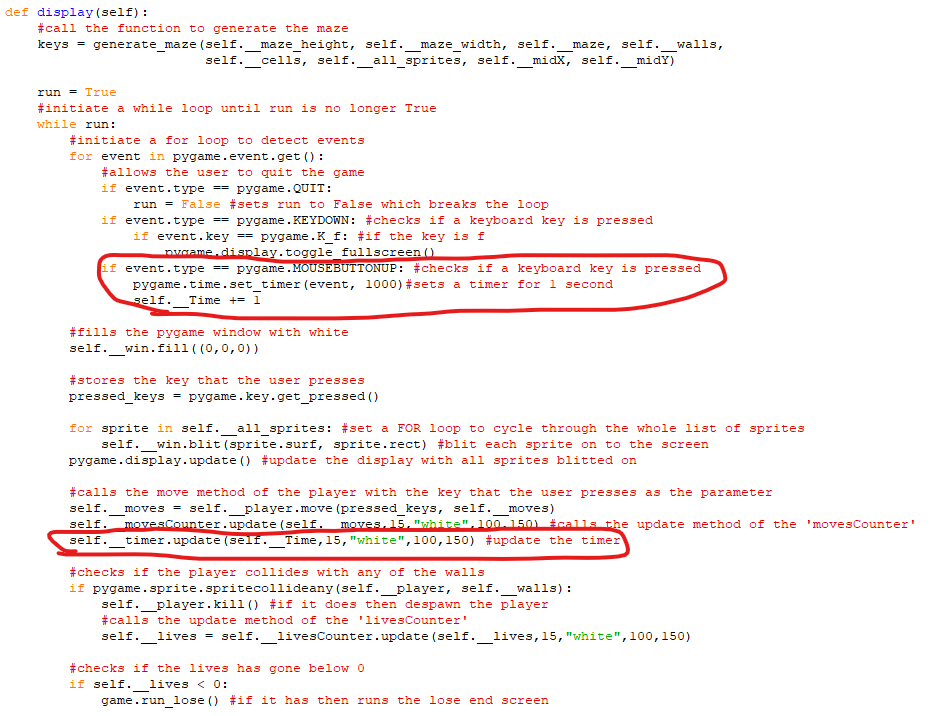 def display(self):
    #call the function to generate the maze
    keys = generate_maze(self.__maze_height, self.__maze_width, self.__maze, self.__walls,
                         self.__cells, self.__all_sprites, self.__midX, self.__midY)

    run = True
    #initiate a while loop until run is no longer True
    while run:
        #initiate a for loop to detect events
        for event in pygame.event.get():
            #allows the user to quit the game
            if event.type == pygame.QUIT:
                run = False #sets run to False which breaks the loop
            if event.type == pygame.KEYDOWN: #checks if a keyboard key is pressed
                if event.key == pygame.K_f: #if the key is f
                    pygame.display.toggle_fullscreen()
            if event.type == pygame.MOUSEBUTTONUP: #checks if a keyboard key is pressed
                pygame.time.set_timer(event, 1000)#sets a timer for 1 second
                self.__Time += 1

        #fills the pygame window with white
        self.__win.fill((0,0,0))

        #stores the key that the user presses
        pressed_keys = pygame.key.get_pressed()

        for sprite in self.__all_sprites: #set a FOR loop to cycle through the whole list of sprites
            self.__win.blit(sprite.surf, sprite.rect) #blit each sprite on to the screen
        pygame.display.update() #update the display with all sprites blitted on

        #calls the move method of the player with the key that the user presses as the parameter
        self.__moves = self.__player.move(pressed_keys, self.__moves)
        self.__movesCounter.update(self.__moves,15,"white",100,150) #calls the update method of the 'movesCounter'
        self.__timer.update(self.__Time,15,"white",100,150) #update the timer

        #checks if the player collides with any of the walls
        if pygame.sprite.spritecollideany(self.__player, self.__walls):
            self.__player.kill() #if it does then despawn the player
            #calls the update method of the 'livesCounter'
            self.__lives = self.__livesCounter.update(self.__lives,15,"white",100,150)

        #checks if the lives has gone below 0
        if self.__lives < 0:
            game.run_lose() #if it has then runs the lose end screen